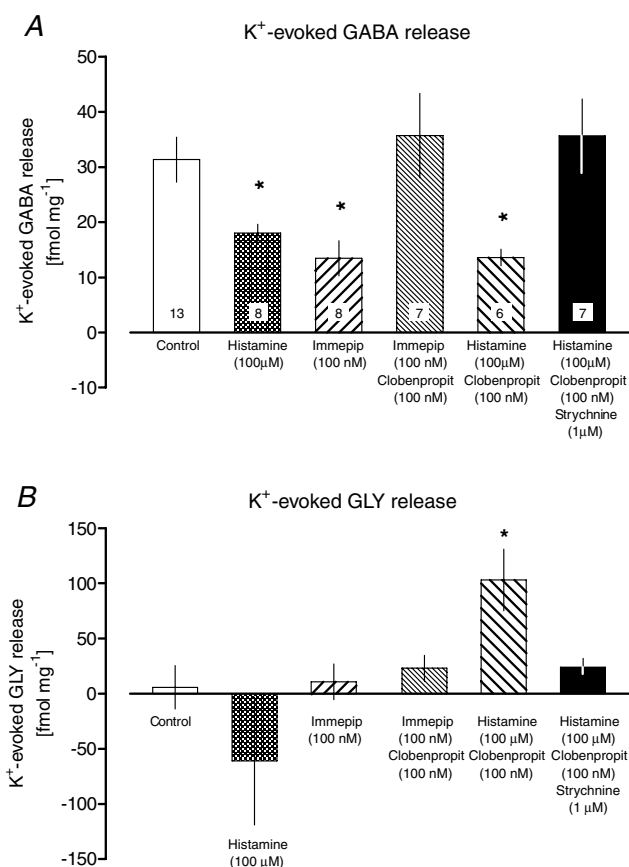 A
K⁺-evoked GABA release
K⁺-evoked GABA release
[fmol mg⁻¹]
50
40
30
20
10
0
-10
*
*
*
13
8
8
7
6
7
Control
Histamine
(100μM)
Immepip
(100 nM)
Immepip
(100 nM)
Clobenpropit
(100 nM)
Histamine
(100μM)
Clobenpropit
(100 nM)
Histamine
(100μM)
Clobenpropit
(100 nM)
Strychnine
(1μM)
B
K⁺-evoked GLY release
K⁺-evoked GLY release
[fmol mg⁻¹]
150
100
50
0
-50
-100
-150
*
Control
Histamine
(100 μM)
Immepip
(100 nM)
Immepip
(100 nM)
Clobenpropit
(100 nM)
Histamine
(100 μM)
Clobenpropit
(100 nM)
Histamine
(100 μM)
Clobenpropit
(100 nM)
Strychnine
(1 μM)